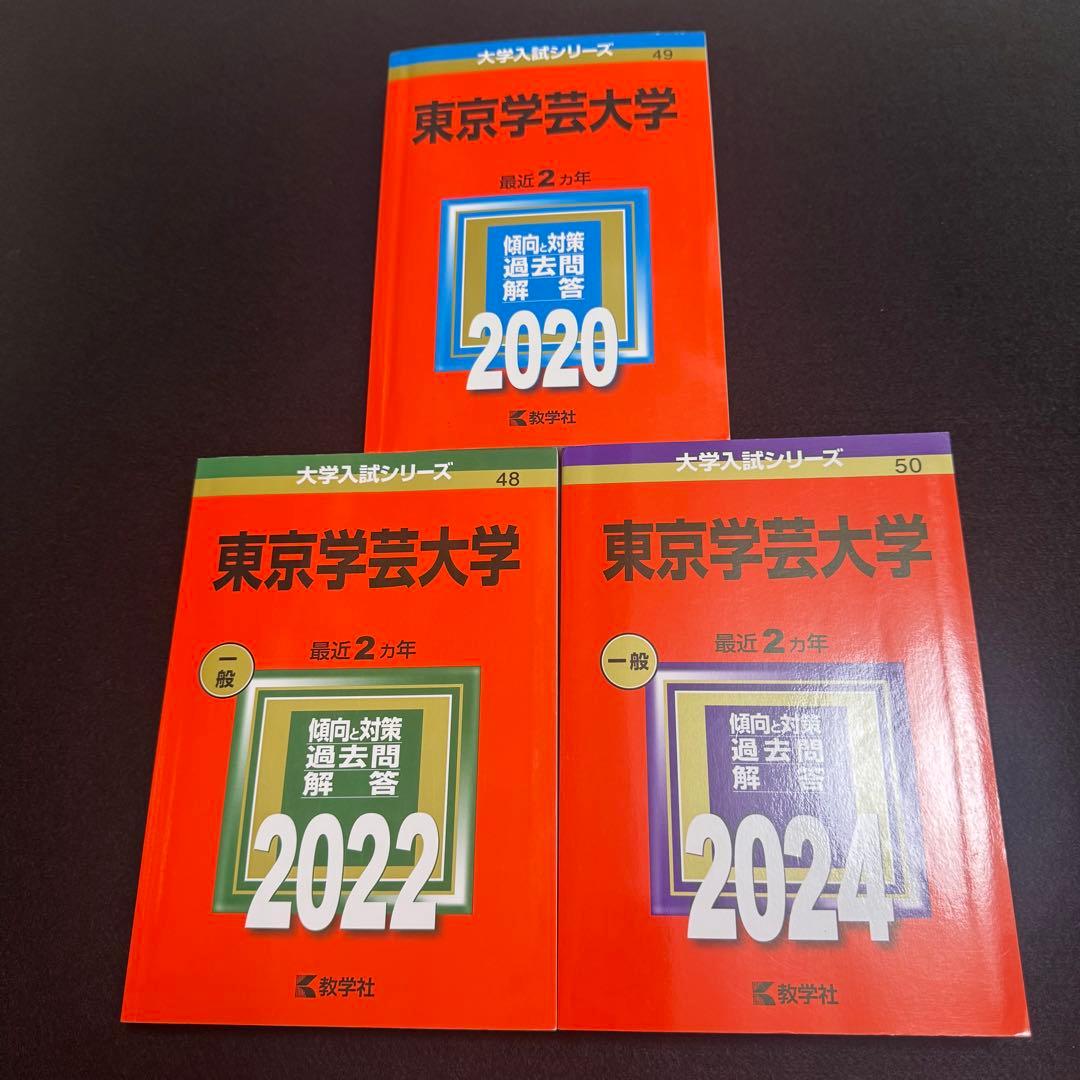 大学入試シリーズ
49
東京学芸大学
最近2カ年
傾向と対策
過去問
解答
2020
教学社
大学入試シリーズ
48
東京学芸大学
一般
最近2カ年
傾向と対策
過去問
解答
2022
教学社
大学入試シリーズ
50
東京学芸大学
一般
最近2カ年
傾向と対策
過去問
解答
2024
教学社